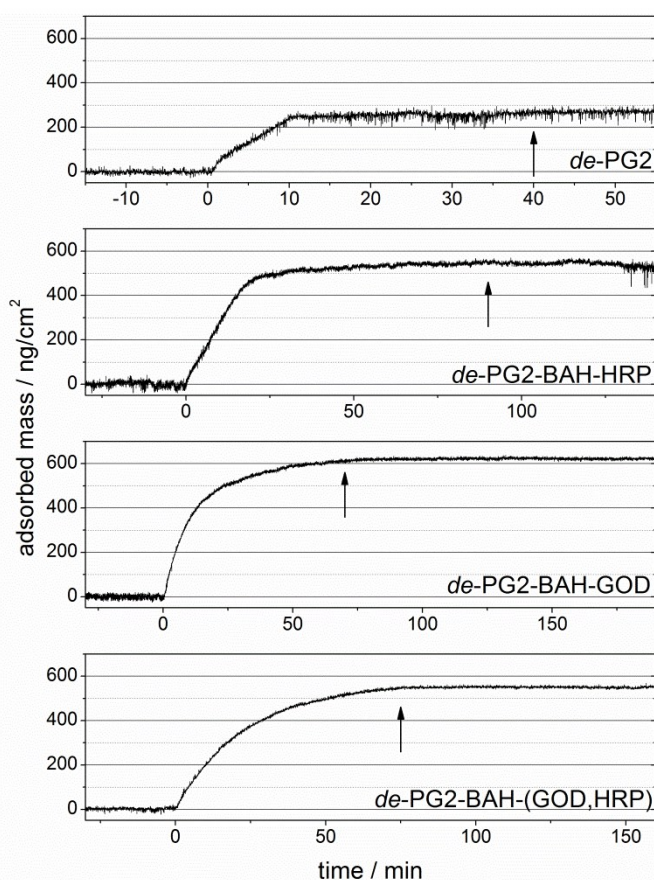 600
400
200
0
-10 0 10 20 30 40 50
de-PG2
600
400
200
0
0 50 100
de-PG2-BAH-HRP
600
400
200
0
0 50 100 150
de-PG2-BAH-GOD
600
400
200
0
0 50 100 150
de-PG2-BAH-(GOD,HRP)
adsorbed mass / ng/cm²
time / min